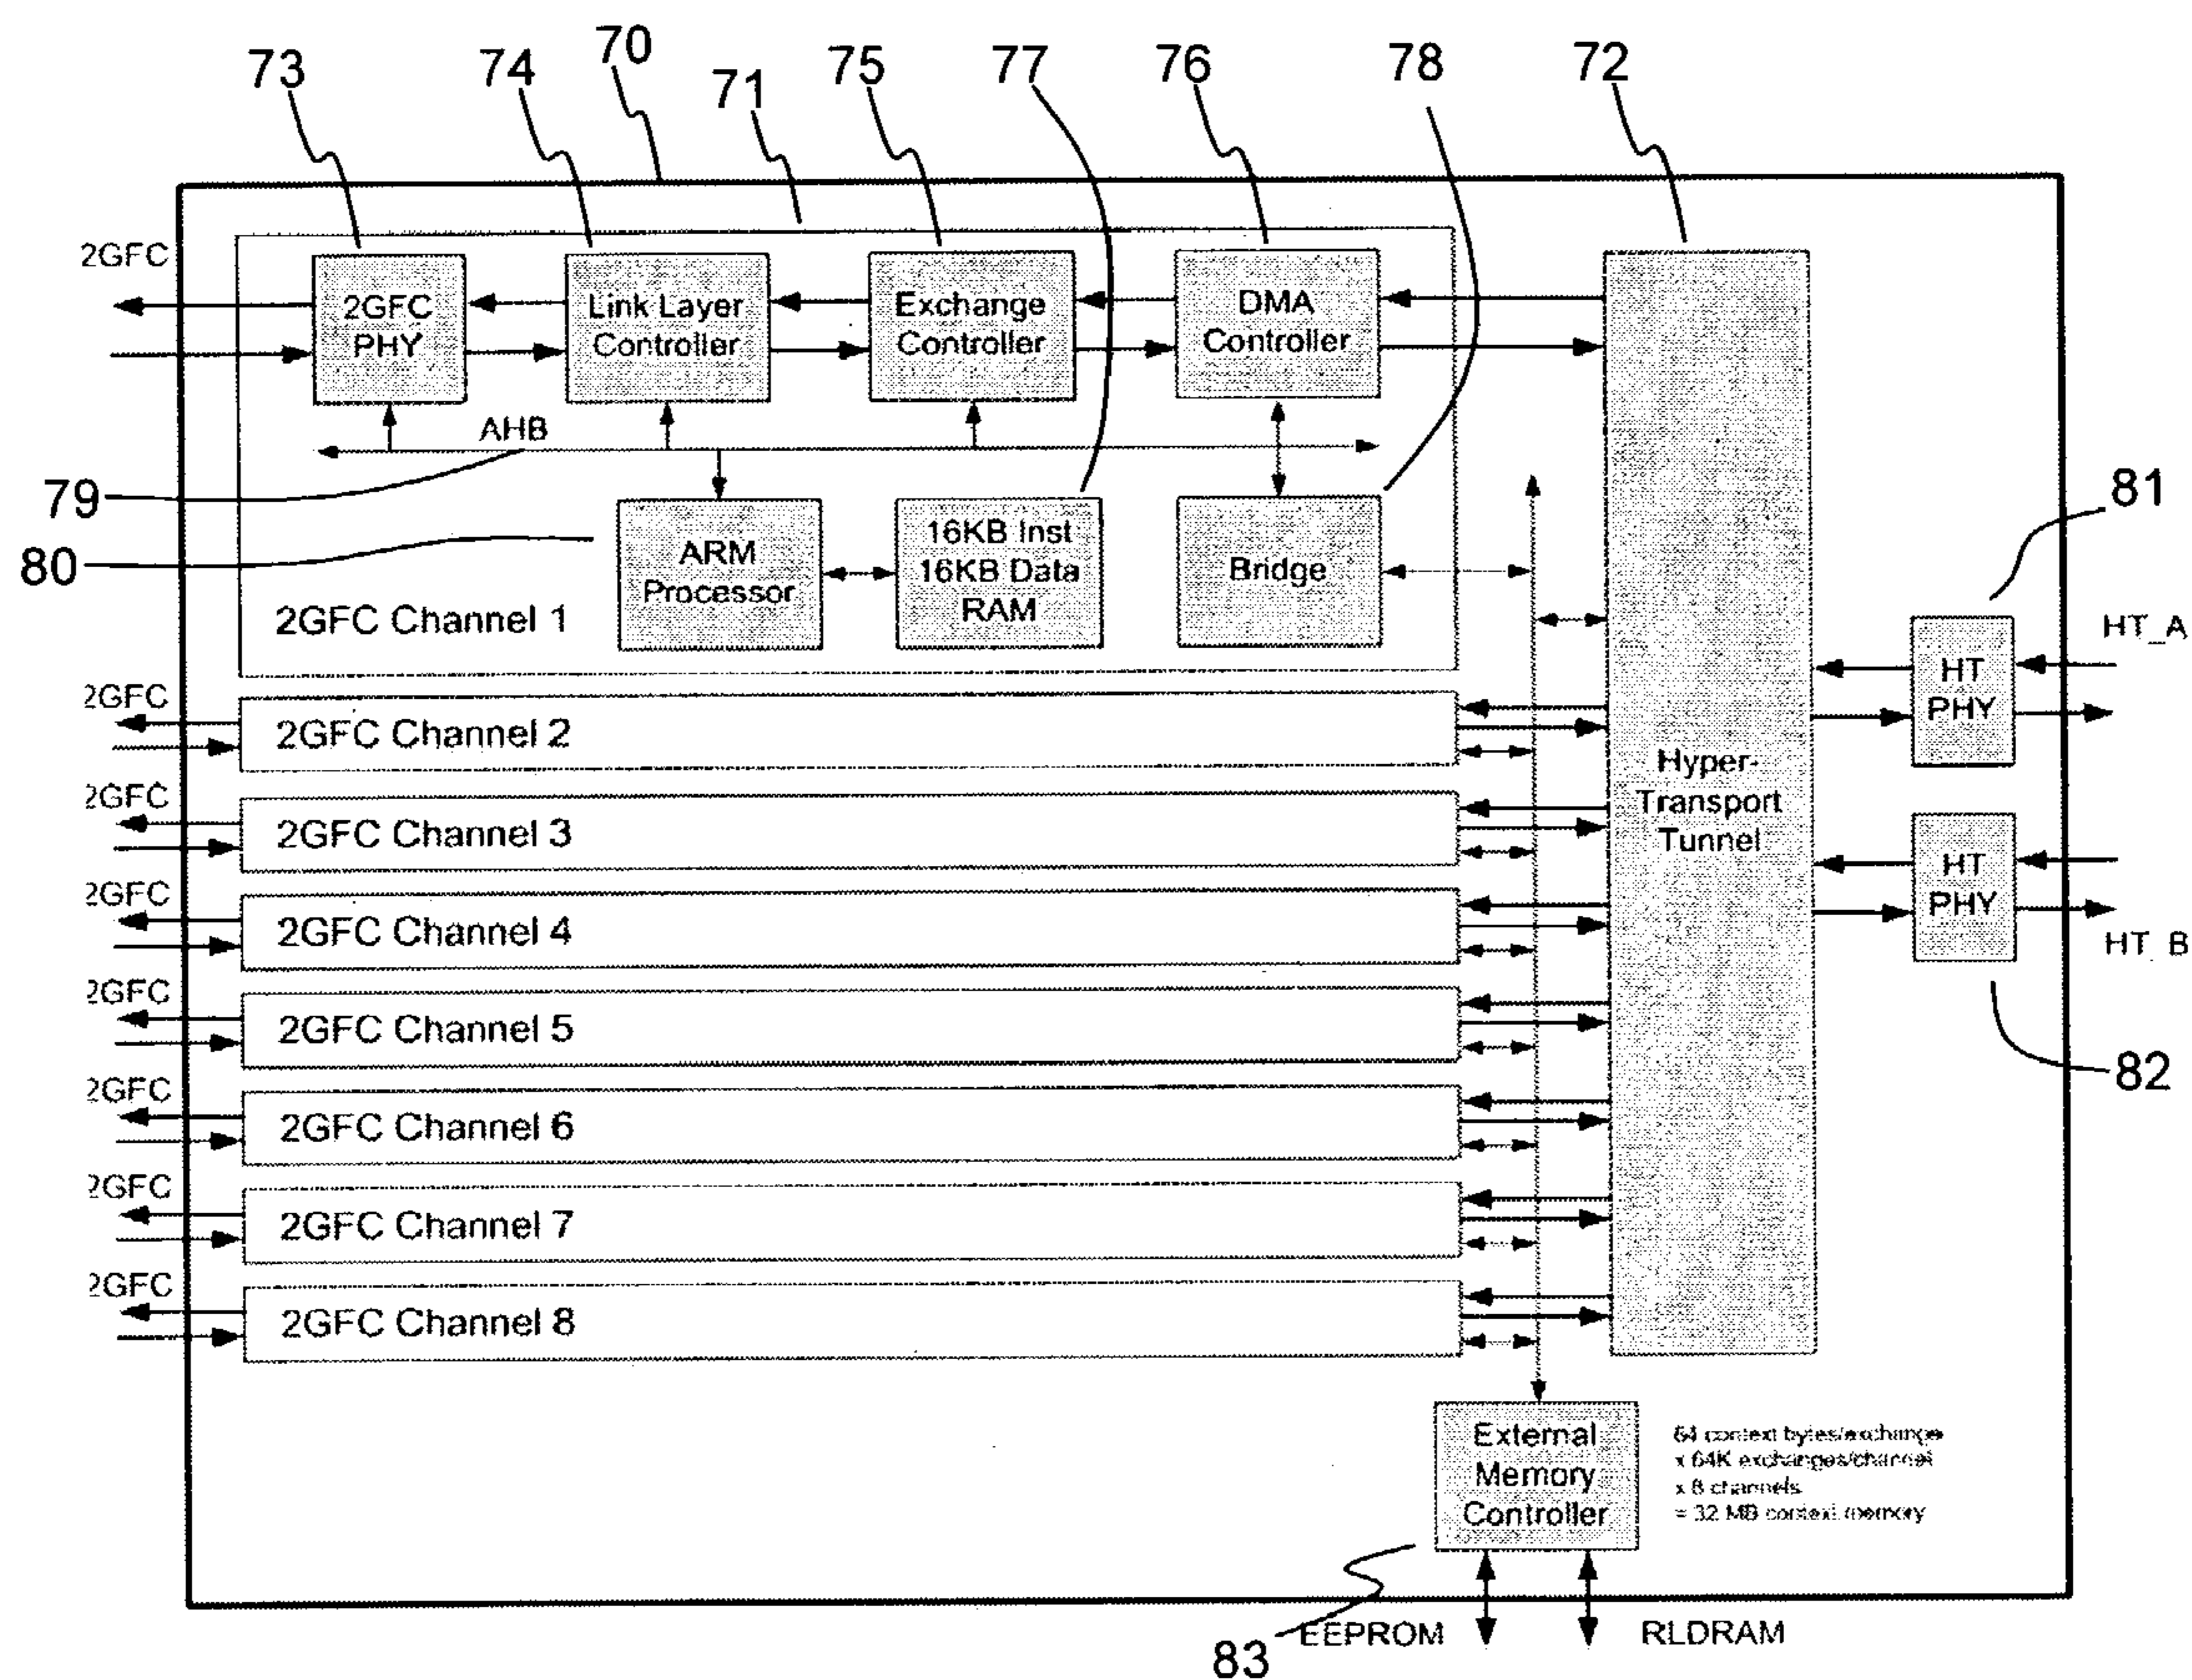 70
73
74
71
75
77
76
78
72
2GFC
2GFC
PHY
Link Layer
Controller
Exchange
Controller
DMA
Controller
AHB
79
80
ARM
Processor
16KB Inst
16KB Data
RAM
Bridge
2GFC Channel 1
81
HT_A
HT
PHY
2GFC
2GFC Channel 2
Hyper-
Transport
Tunnel
2GFC
2GFC Channel 3
HT
PHY
2GFC
2GFC Channel 4
HT B
2GFC
2GFC Channel 5
82
2GFC
2GFC Channel 6
2GFC
2GFC Channel 7
2GFC
2GFC Channel 8
External
Memory
Controller
64 context bytes/exchange
x 64K exchanges/channel
x 8 channels
= 32 MB context memory
83
EEPROM
RLDRAM